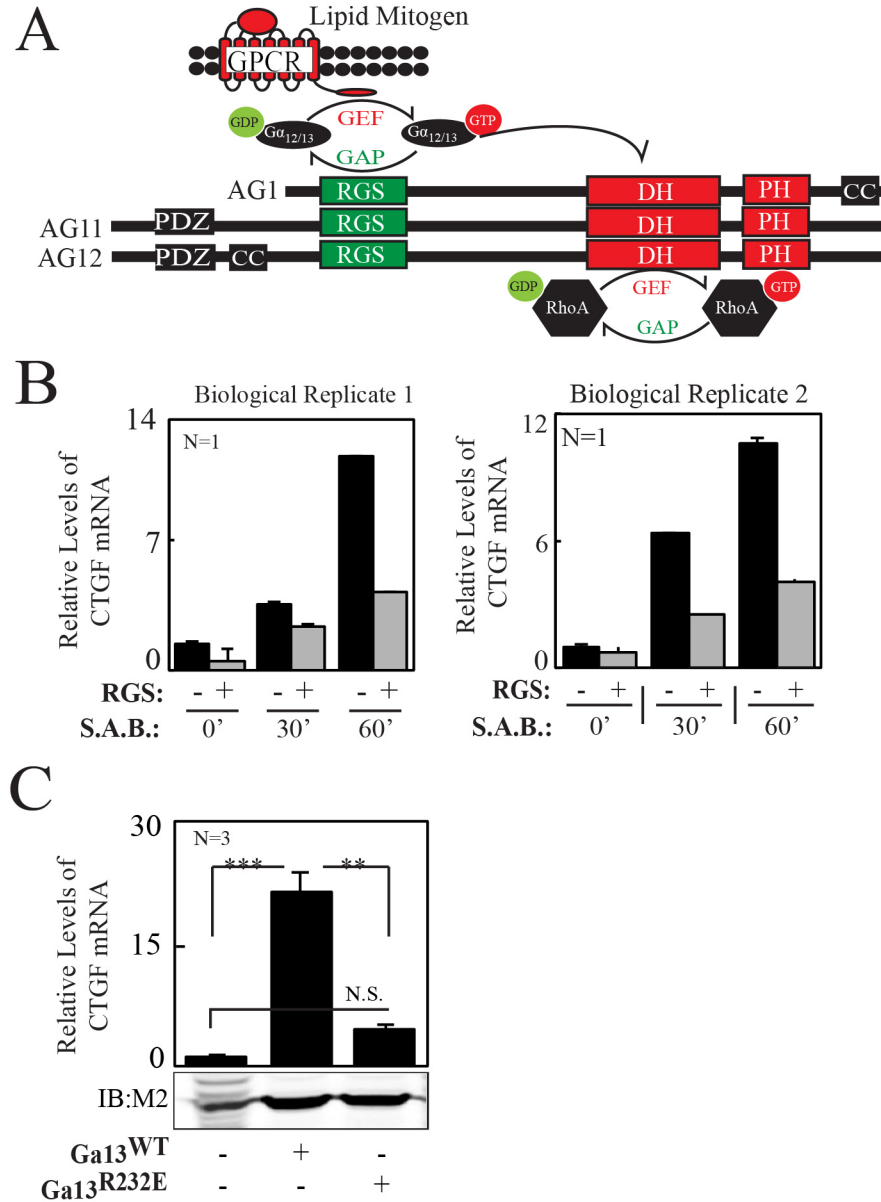 A
Lipid Mitogen
GPCR
GDP
Gα12/13
GEF
GAP
Gα12/13
GTP
AG1 RGS DH PH CC
AG11 PDZ RGS DH PH
AG12 PDZ CC RGS DH PH
GDP
RhoA
GEF
GAP
RhoA
GTP
B
Biological Replicate 1
Relative Levels of
CTGF mRNA
14
7
0
N=1
RGS: - + - + - +
S.A.B.: 0' 30' 60'
Biological Replicate 2
Relative Levels of
CTGF mRNA
12
6
0
N=1
RGS: - + - + - +
S.A.B.: 0' 30' 60'
C
Relative Levels of
CTGF mRNA
30
15
0
N=3
*** **
N.S.
IB:M2
Ga13WT - + -
Ga13R232E - - +